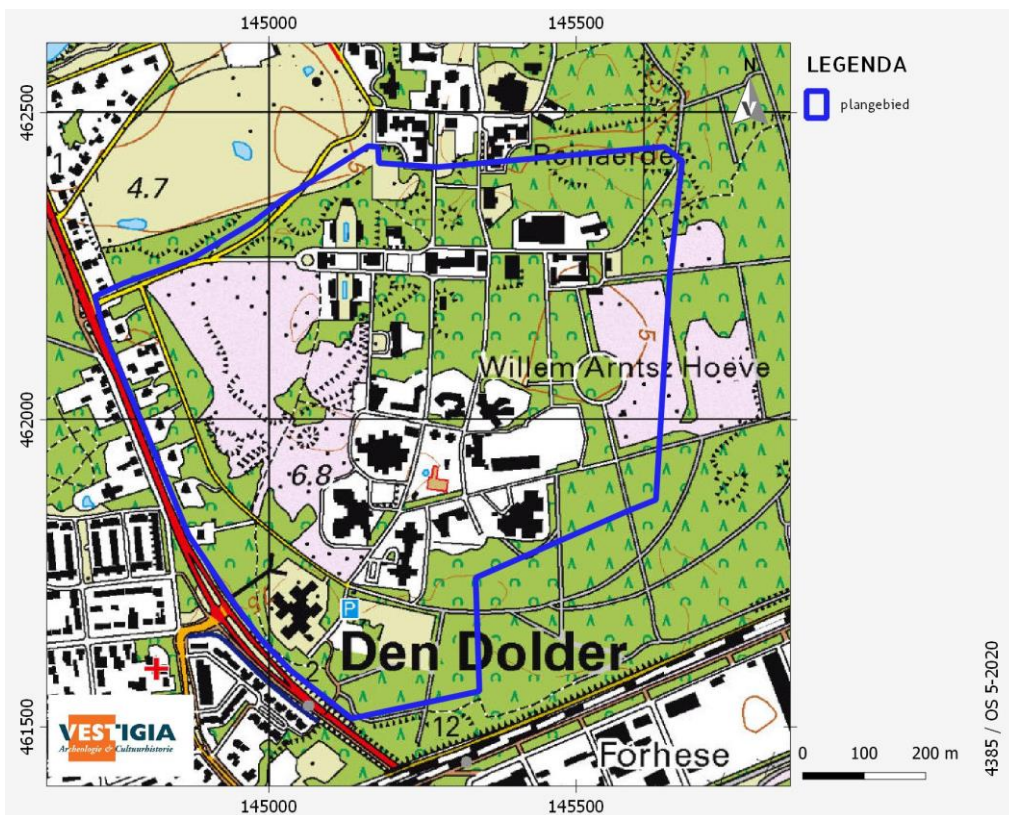 145000
145500
LEGENDA
plangebied
N
462500
1
4.7
5
Reinaerde
5
Willem Arntsz Hoeve
462000
6.8
P
2
Den Dolder
12
Forhese
461500
VESTIGIA
Archeologie & Cultuurhistorie
0 100 200 m
145000
145500
4385 / OS 5-2020